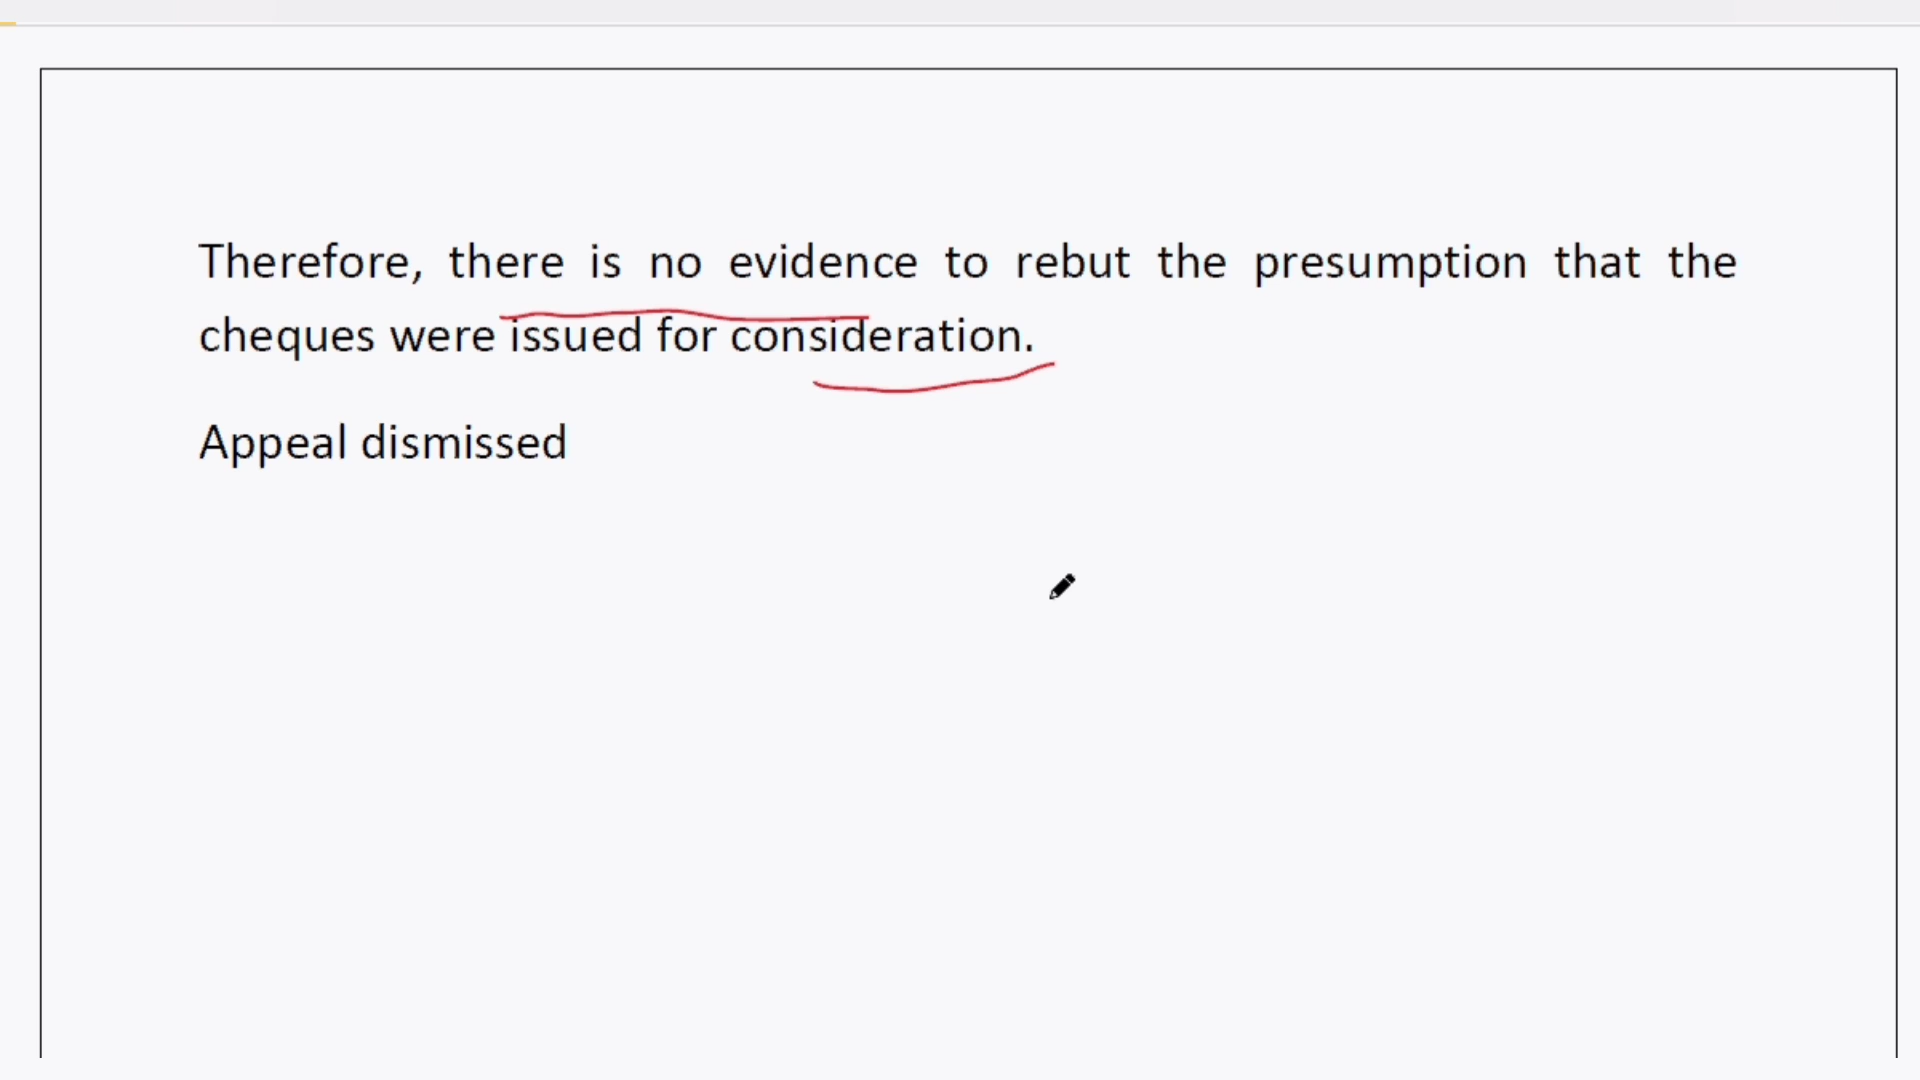 Therefore, there is no evidence to rebut the presumption that the
cheques were issued for consideration.
Appeal dismissed